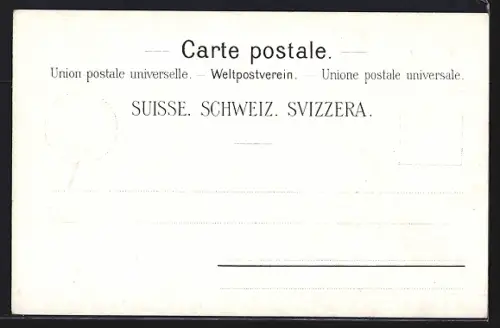 Carte postale.
Union postale universelle. — Weltpostverein. — Unione postale universale.
SUISSE. SCHWEIZ. SVIZZERA.